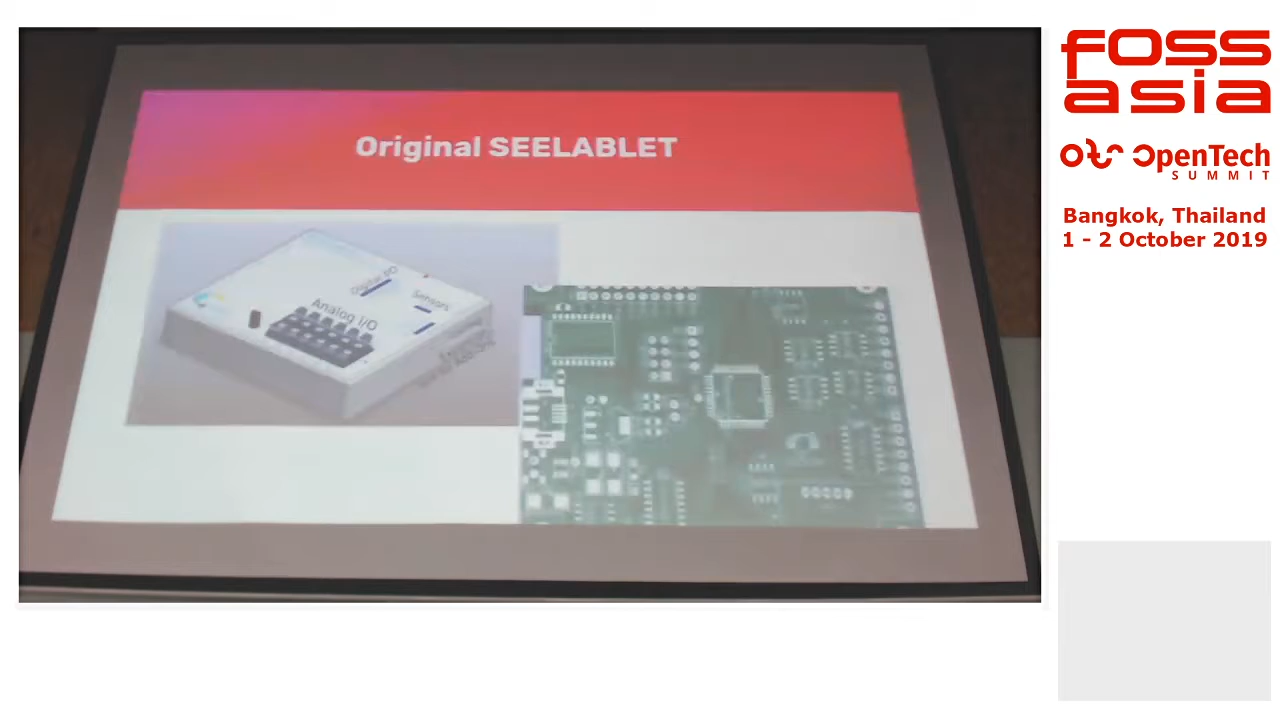 Original SEELABLET
Digital I/O
Sensors
Analog I/O
foss
asia
OpenTech
SUMMIT
Bangkok, Thailand
1 - 2 October 2019